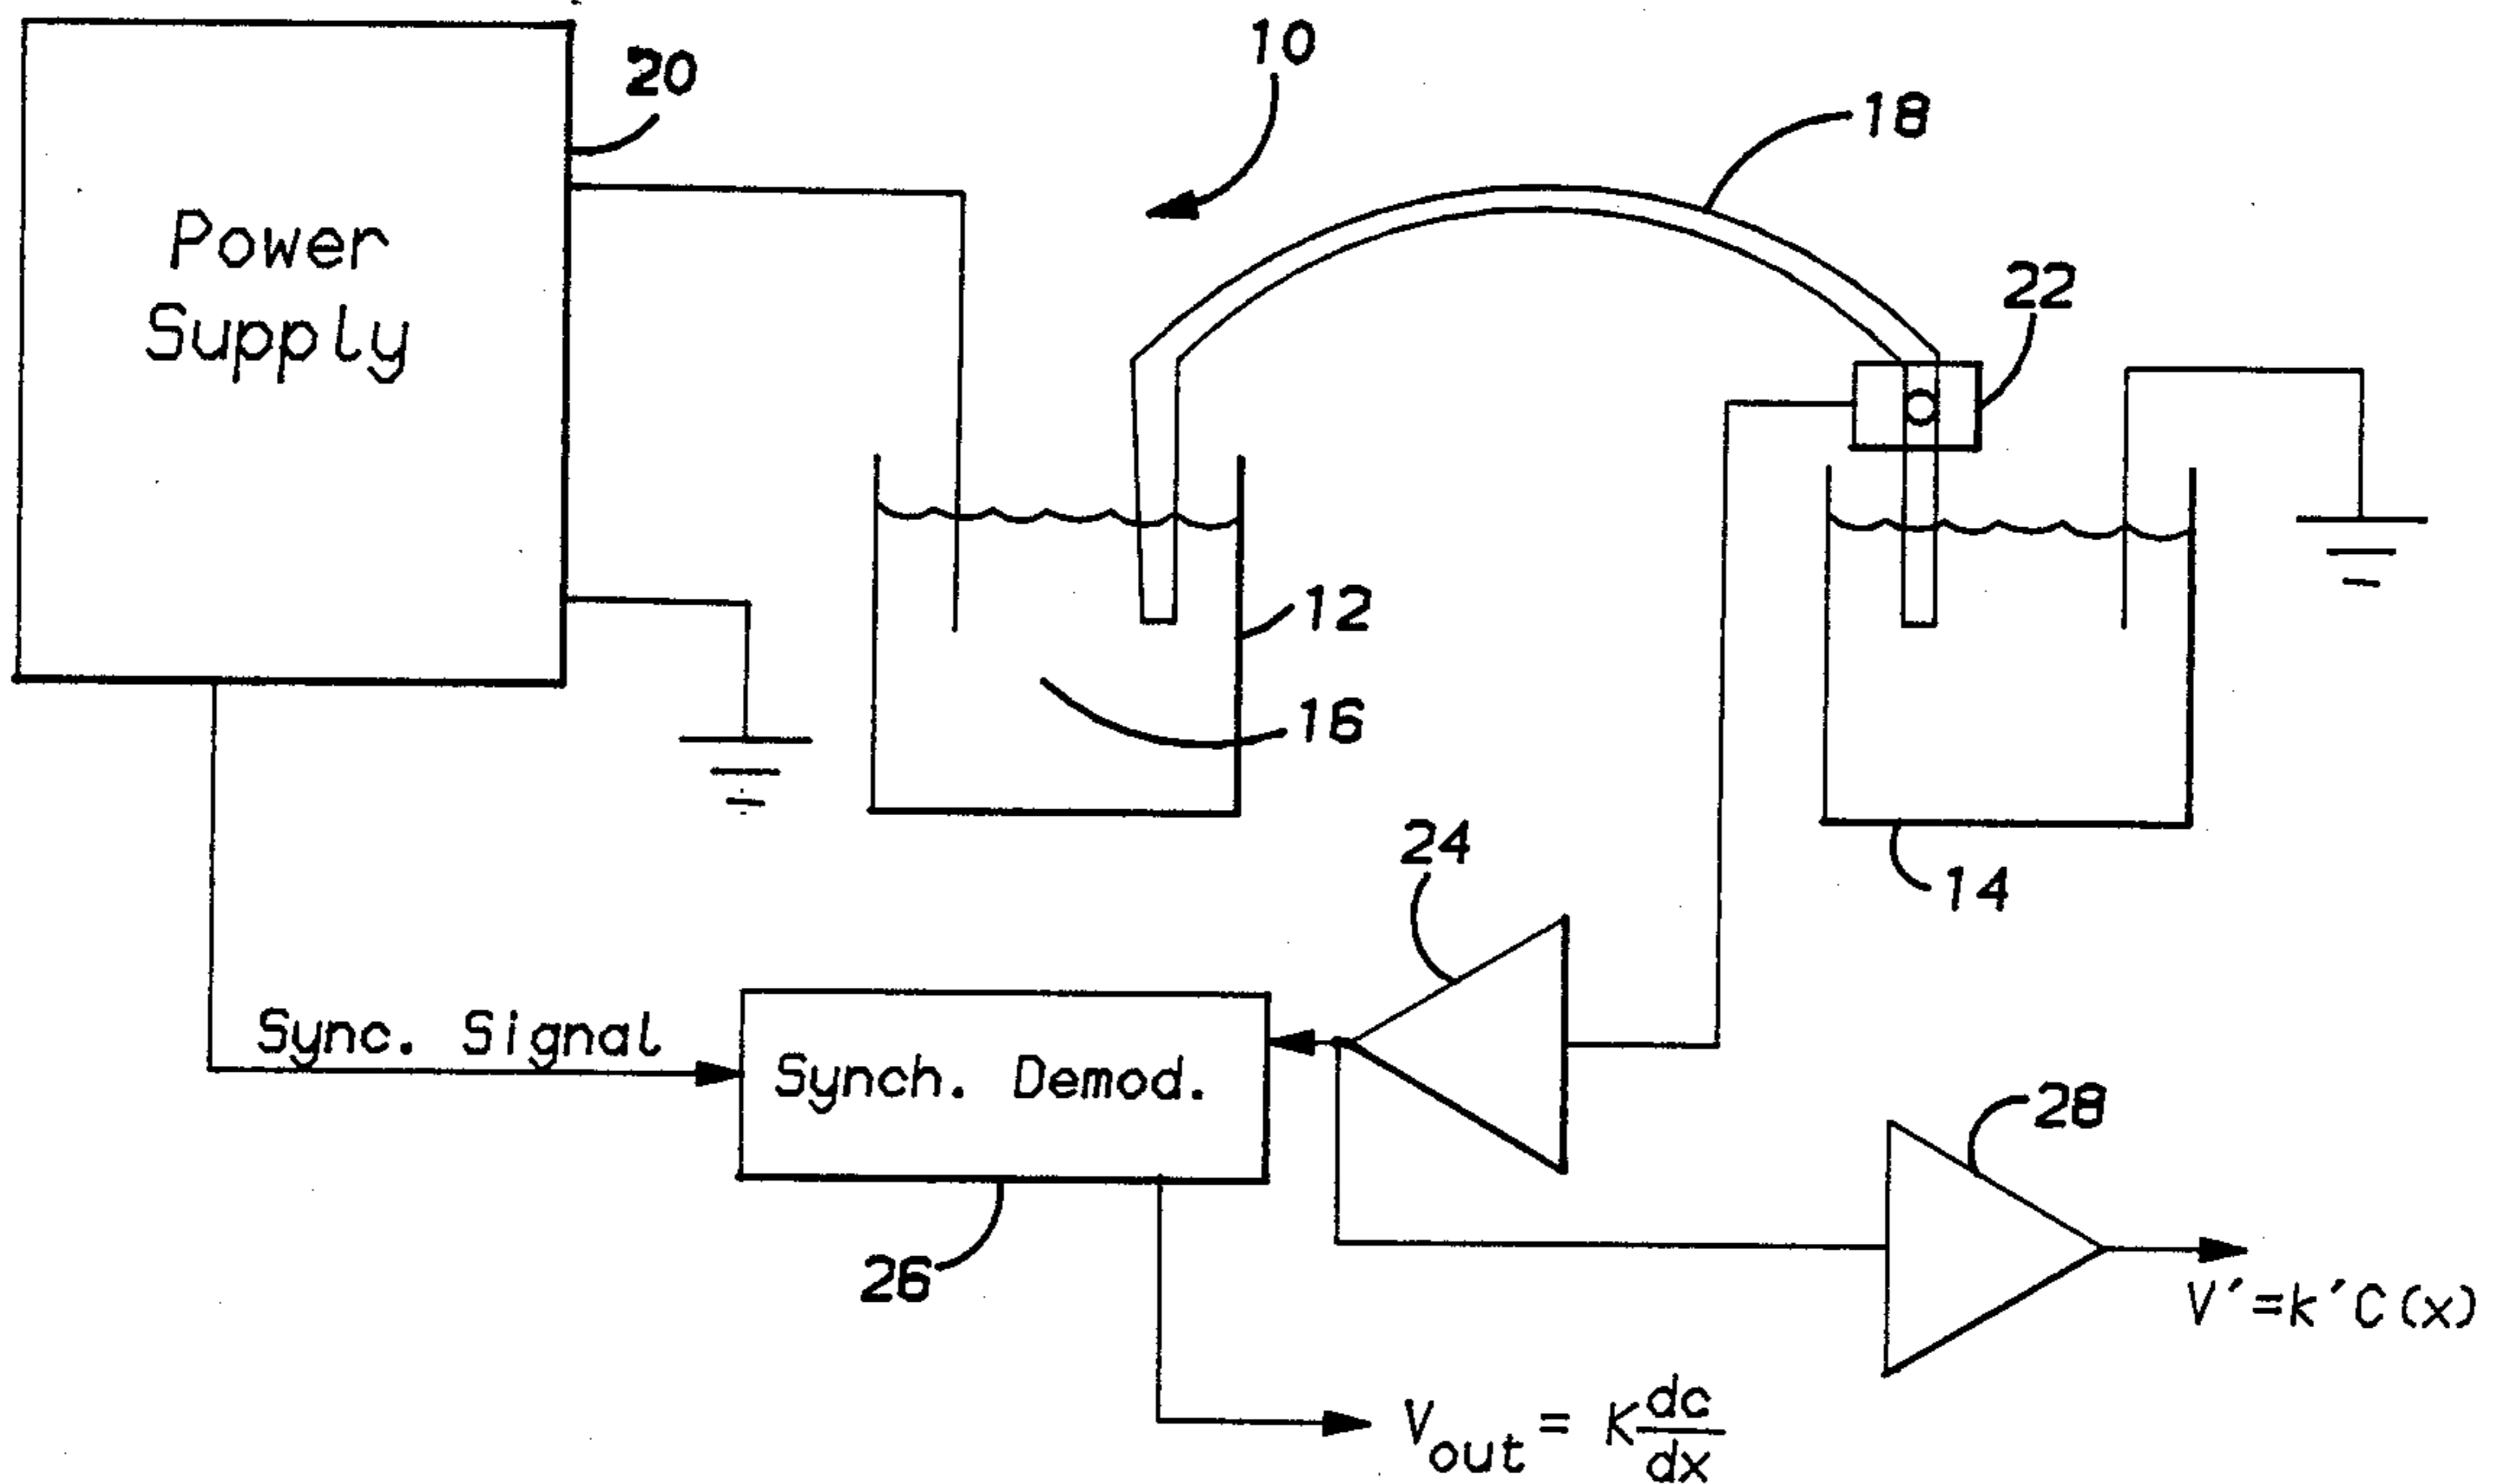 10
20
18
Power
Supply
22
12
16
24
14
Sync. Signal
Synch. Demod.
28
26
V'=k'C(x)
Vout = K dc/dx